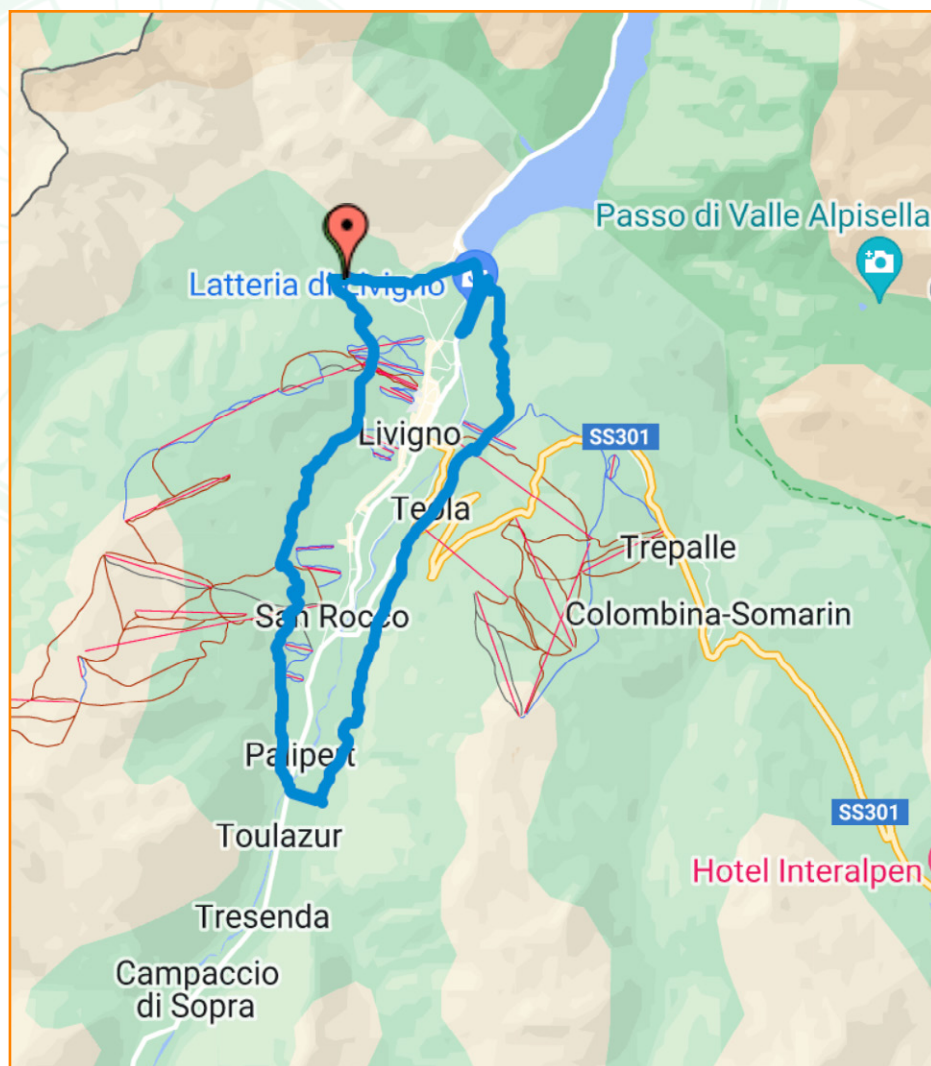 Passo di Valle Alpisella
Latteria di Livigno
Livigno
SS301
Teola
Trepalle
Colombina-Somarin
San Rocco
Palipert
SS301
Toulazur
Hotel Interalpen
Tresenda
Campaccio
di Sopra